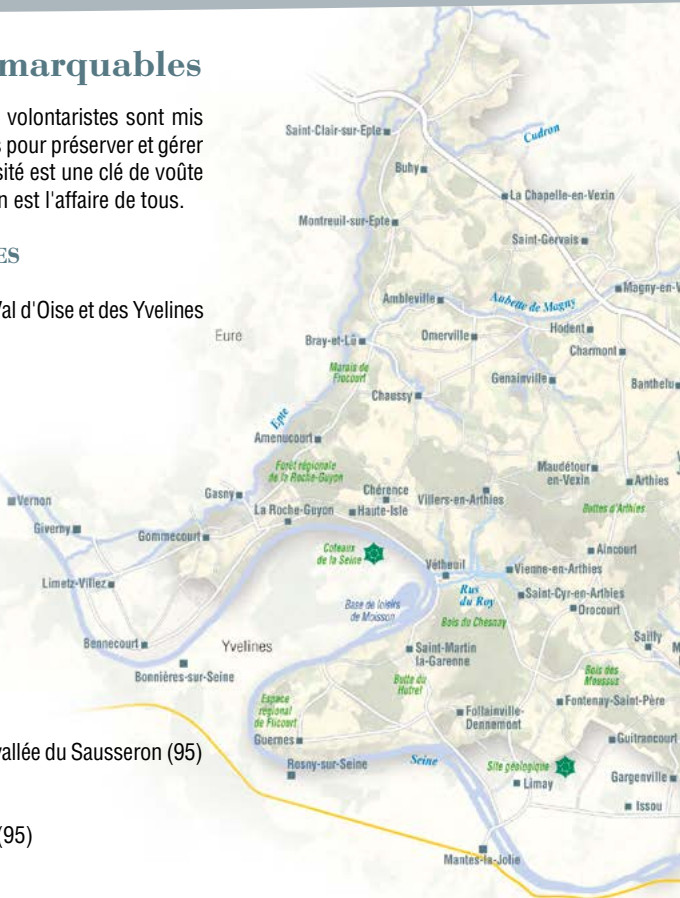 marquables
volontaristes sont mis
s pour préserver et gérer
sité est une clé de voûte
n est l'affaire de tous.
ES
Val d'Oise et des Yvelines
vallée du Sausseron (95)
(95)
Saint-Clair-sur-Epte
Cudron
Buhy
La Chapelle-en-Vexin
Montreuil-sur-Epte
Saint-Gervais
Magny-en-V
Ambleville
Aubette de Magny
Eure
Bray-et-Lû
Omerville
Hodent
Charmont
Marais de
Frocourt
Genainville
Banthelu
Chaussy
Epte
Amenucourt
Forêt régionale
de la Roche-Guyon
Maudétour
en-Vexin
Arthies
Gasny
Chérence
Villers-en-Arthies
Vernon
La Roche-Guyon
Haute-Isle
Buttes d'Arthies
Giverny
Gommecourt
Coteaux
de la Seine
Aincourt
Vétheuil
Vienne-en-Arthies
Limetz-Villez
Rus
du Roy
Saint-Cyr-en-Arthies
Base de loisirs
de Moisson
Drocourt
Bois du Chesnay
Sailly
M
Bennecourt
Yvelines
Saint-Martin
la-Garenne
Bonnières-sur-Seine
Bois des
Moussus
Butte du
Hutrel
Fontenay-Saint-Père
Espace
régional
de Flicourt
Follainville-
Dennemont
Guernes
Guitrancourt
Rosny-sur-Seine
Seine
Site géologique
Gargenville
Limay
Issou
Mantes-la-Jolie